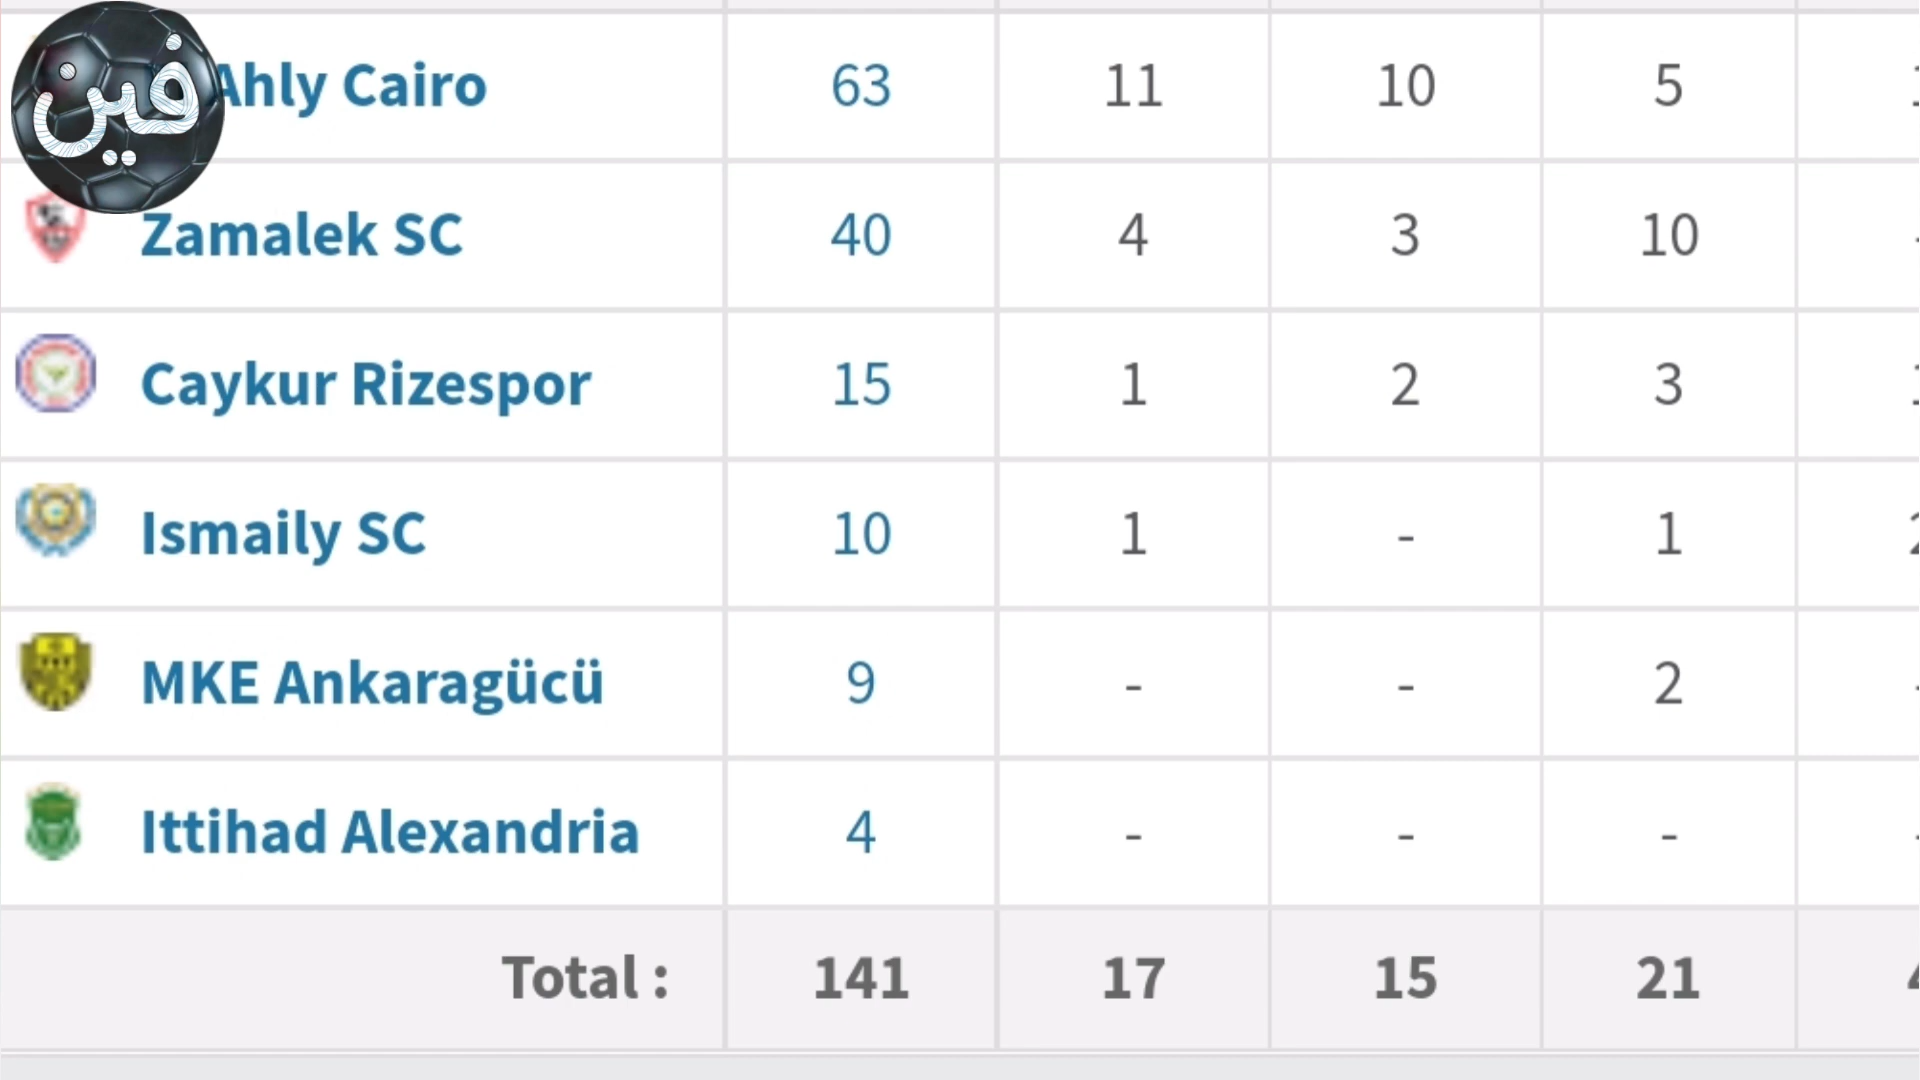 فين
Ahly Cairo 63 11 10 5
Zamalek SC 40 4 3 10 -
Caykur Rizespor 15 1 2 3
Ismaily SC 10 1 - 1
MKE Ankaragücü 9 - - 2 -
Ittihad Alexandria 4 - - - -
Total : 141 17 15 21